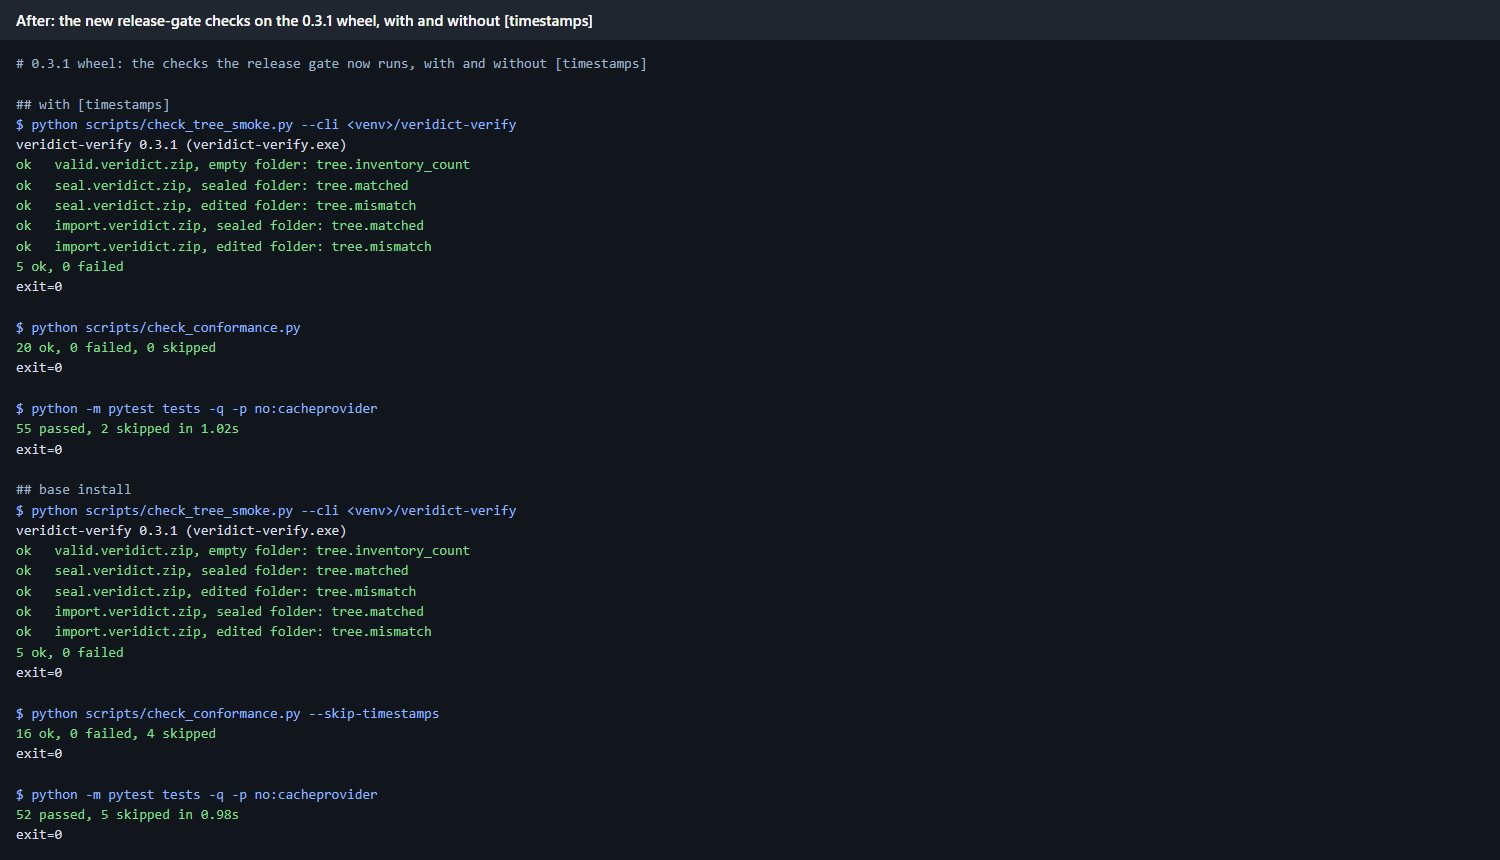 After: the new release-gate checks on the 0.3.1 wheel, with and without [timestamps]
# 0.3.1 wheel: the checks the release gate now runs, with and without [timestamps]
## with [timestamps]
$ python scripts/check_tree_smoke.py --cli <venv>/veridict-verify
veridict-verify 0.3.1 (veridict-verify.exe)
ok   valid.veridict.zip, empty folder: tree.inventory_count
ok   seal.veridict.zip, sealed folder: tree.matched
ok   seal.veridict.zip, edited folder: tree.mismatch
ok   import.veridict.zip, sealed folder: tree.matched
ok   import.veridict.zip, edited folder: tree.mismatch
5 ok, 0 failed
exit=0
$ python scripts/check_conformance.py
20 ok, 0 failed, 0 skipped
exit=0
$ python -m pytest tests -q -p no:cacheprovider
55 passed, 2 skipped in 1.02s
exit=0
## base install
$ python scripts/check_tree_smoke.py --cli <venv>/veridict-verify
veridict-verify 0.3.1 (veridict-verify.exe)
ok   valid.veridict.zip, empty folder: tree.inventory_count
ok   seal.veridict.zip, sealed folder: tree.matched
ok   seal.veridict.zip, edited folder: tree.mismatch
ok   import.veridict.zip, sealed folder: tree.matched
ok   import.veridict.zip, edited folder: tree.mismatch
5 ok, 0 failed
exit=0
$ python scripts/check_conformance.py --skip-timestamps
16 ok, 0 failed, 4 skipped
exit=0
$ python -m pytest tests -q -p no:cacheprovider
52 passed, 5 skipped in 0.98s
exit=0